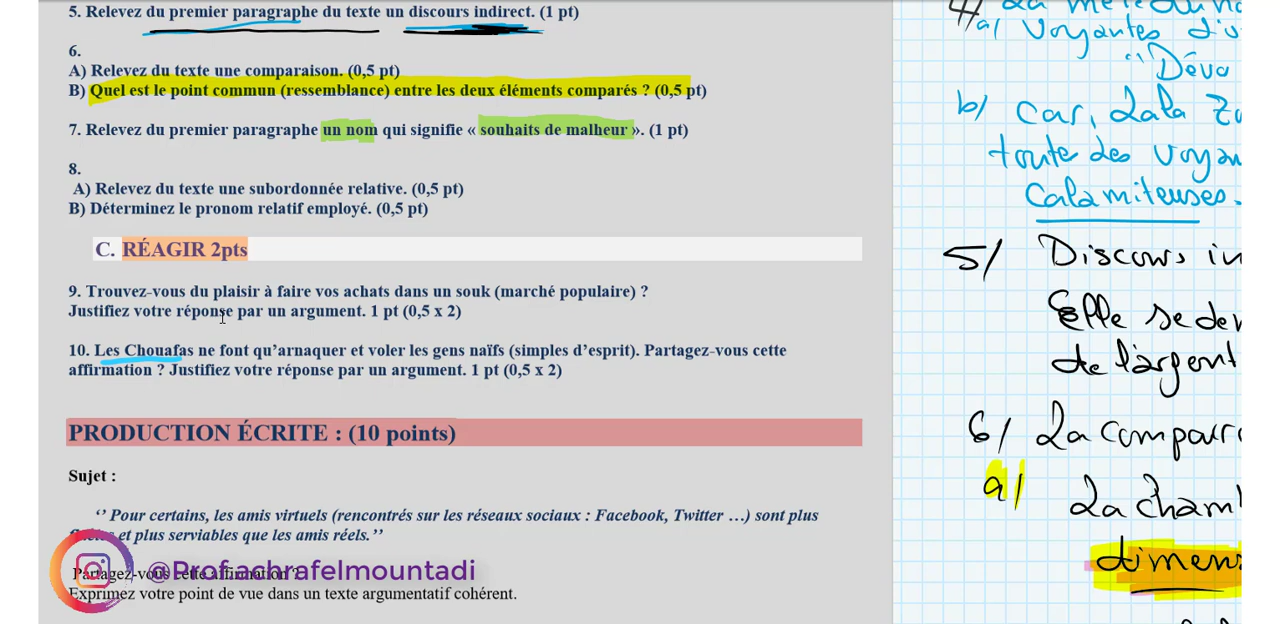 5. Relevez du premier paragraphe du texte un discours indirect. (1 pt)
6.
A) Relevez du texte une comparaison. (0,5 pt)
B) Quel est le point commun (ressemblance) entre les deux éléments comparés ? (0,5 pt)
7. Relevez du premier paragraphe un nom qui signifie « souhaits de malheur ». (1 pt)
8.
A) Relevez du texte une subordonnée relative. (0,5 pt)
B) Déterminez le pronom relatif employé. (0,5 pt)
C. RÉAGIR 2pts
9. Trouvez-vous du plaisir à faire vos achats dans un souk (marché populaire) ?
Justifiez votre réponse par un argument. 1 pt (0,5 x 2)
10. Les Chouafas ne font qu’arnaquer et voler les gens naïfs (simples d’esprit). Partagez-vous cette
affirmation ? Justifiez votre réponse par un argument. 1 pt (0,5 x 2)
PRODUCTION ÉCRITE : (10 points)
Sujet :
‘’ Pour certains, les amis virtuels (rencontrés sur les réseaux sociaux : Facebook, Twitter …) sont plus
et plus serviables que les amis réels.’’
Partagez-vous cette affirmation ?
@Prof.achrafelmountadi
Exprimez votre point de vue dans un texte argumentatif cohérent.
4/
a/ Voyantes
"Déva
b/ Car, Lala
toute des voyan
Calamiteuses.
5/ Discours in
Elle se de
de l'argent
6/ La compar
a/ La cham
dimens